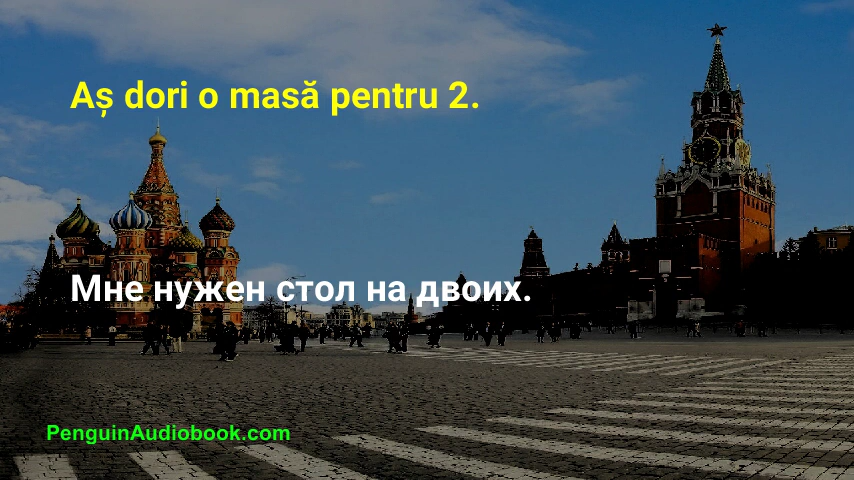 Aș dori o masă pentru 2.
Мне нужен стол на двоих.
PenguinAudiobook.com